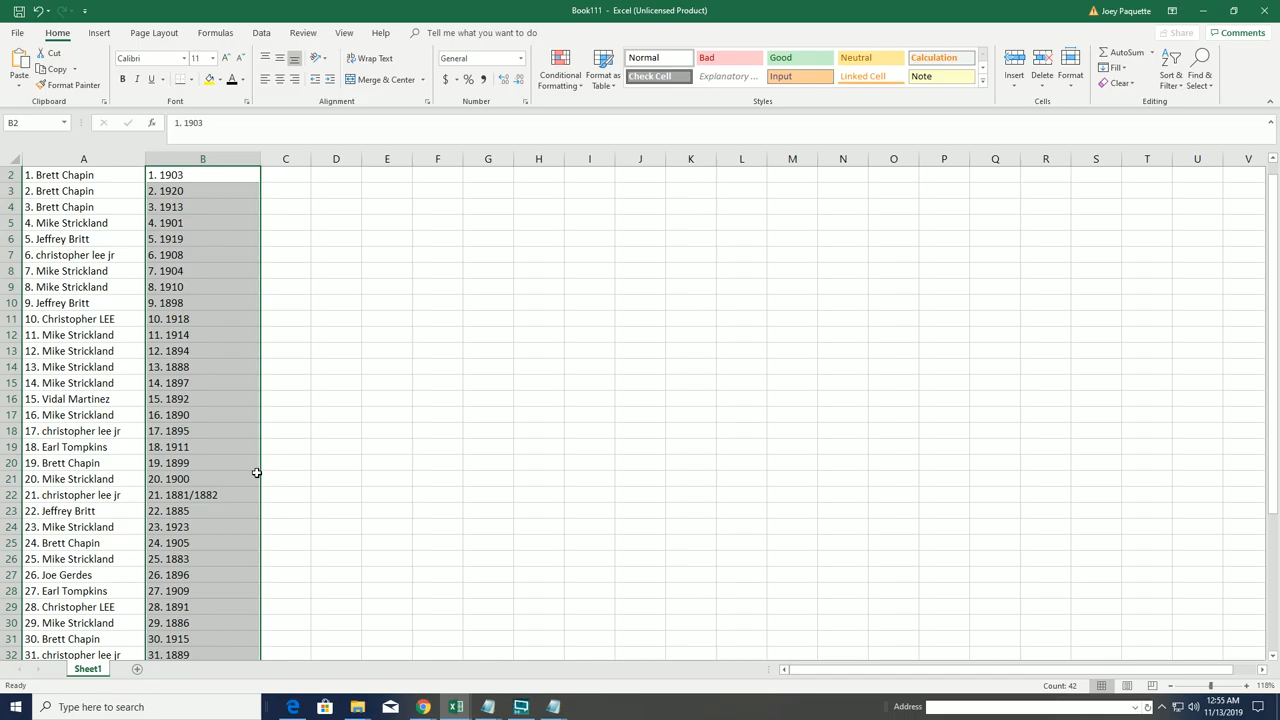 Book111 - Excel (Unlicensed Product)
Joey Paquette
File Home Insert Page Layout Formulas Data Review View Help Tell me what you want to do Share Comments
Paste Cut Copy Format Painter Clipboard
Calibri 11 B I U Font
Wrap Text Merge & Center Alignment
General $ % Number
Conditional Formatting Format as Table
Normal Bad Good Neutral Calculation
Check Cell Explanatory ... Input Linked Cell Note
Styles
Insert Delete Format Cells
AutoSum Fill Clear Sort & Filter Find & Select Editing
B2 fx 1. 1903
A B C D E F G H I J K L M N O P Q R S T U V
2 1. Brett Chapin 1. 1903
3 2. Brett Chapin 2. 1920
4 3. Brett Chapin 3. 1913
5 4. Mike Strickland 4. 1901
6 5. Jeffrey Britt 5. 1919
7 6. christopher lee jr 6. 1908
8 7. Mike Strickland 7. 1904
9 8. Mike Strickland 8. 1910
10 9. Jeffrey Britt 9. 1898
11 10. Christopher LEE 10. 1918
12 11. Mike Strickland 11. 1914
13 12. Mike Strickland 12. 1894
14 13. Mike Strickland 13. 1888
15 14. Mike Strickland 14. 1897
16 15. Vidal Martinez 15. 1892
17 16. Mike Strickland 16. 1890
18 17. christopher lee jr 17. 1895
19 18. Earl Tompkins 18. 1911
20 19. Brett Chapin 19. 1899
21 20. Mike Strickland 20. 1900
22 21. christopher lee jr 21. 1881/1882
23 22. Jeffrey Britt 22. 1885
24 23. Mike Strickland 23. 1923
25 24. Brett Chapin 24. 1905
26 25. Mike Strickland 25. 1883
27 26. Joe Gerdes 26. 1896
28 27. Earl Tompkins 27. 1909
29 28. Christopher LEE 28. 1891
30 29. Mike Strickland 29. 1886
31 30. Brett Chapin 30. 1915
32 31. christopher lee jr 31. 1889
Sheet1
Ready Count: 42 118%
Type here to search Address 12:55 AM
11/13/2019